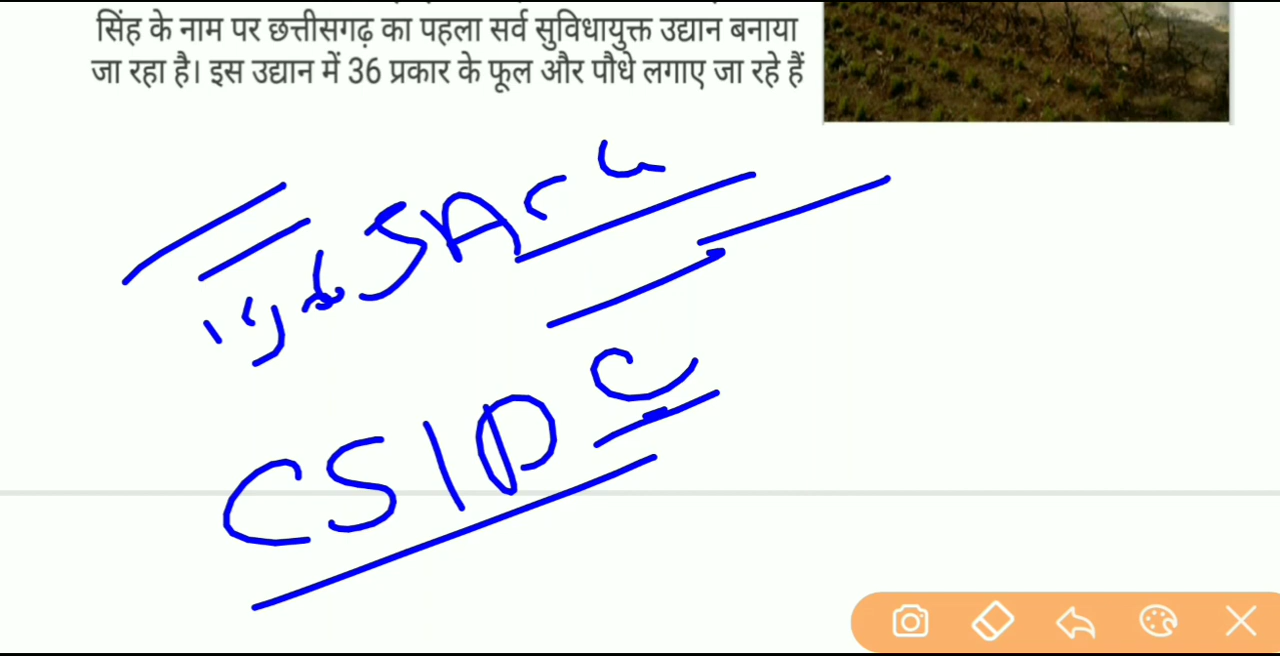 सिंह के नाम पर छत्तीसगढ़ का पहला सर्व सुविधायुक्त उद्यान बनाया
जा रहा है। इस उद्यान में 36 प्रकार के फूल और पौधे लगाए जा रहे हैं
CSIDC